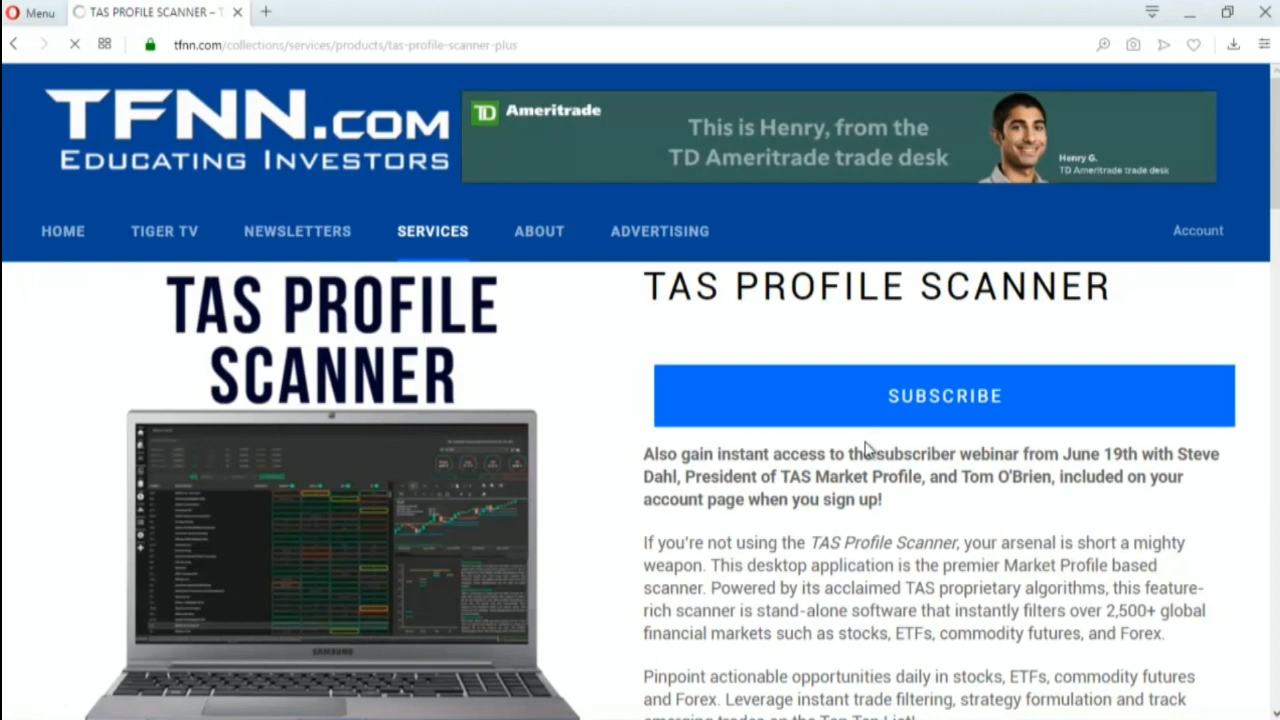 Menu
TAS PROFILE SCANNER – T
tfnn.com/collections/services/products/tas-profile-scanner-plus
TFNN.COM
EDUCATING INVESTORS
TD Ameritrade
This is Henry, from the
TD Ameritrade trade desk
Henry G.
TD Ameritrade trade desk
HOME TIGER TV NEWSLETTERS SERVICES ABOUT ADVERTISING Account
TAS PROFILE
SCANNER
SAMSUNG
TAS PROFILE SCANNER
SUBSCRIBE
Also gain instant access to the subscriber webinar from June 19th with Steve
Dahl, President of TAS Market Profile, and Tom O'Brien, included on your
account page when you sign up!
If you're not using the TAS Profile Scanner, your arsenal is short a mighty
weapon. This desktop application is the premier Market Profile based
scanner. Powered by its acclaimed TAS proprietary algorithms, this feature-
rich scanner is stand-alone software that instantly filters over 2,500+ global
financial markets such as stocks, ETFs, commodity futures, and Forex.
Pinpoint actionable opportunities daily in stocks, ETFs, commodity futures
and Forex. Leverage instant trade filtering, strategy formulation and track
emerging trades on the Top Ten List!